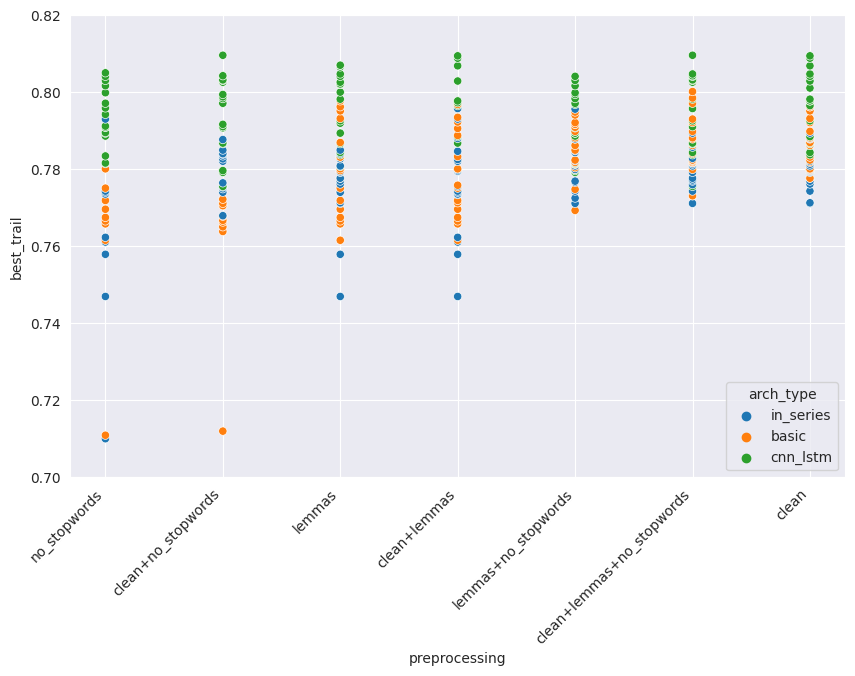 0.82
0.80
0.78
0.76
0.74
0.72
0.70
best_trail
arch_type
in_series
basic
cnn_lstm
no_stopwords
clean+no_stopwords
lemmas
clean+lemmas
lemmas+no_stopwords
clean+lemmas+no_stopwords
clean
preprocessing